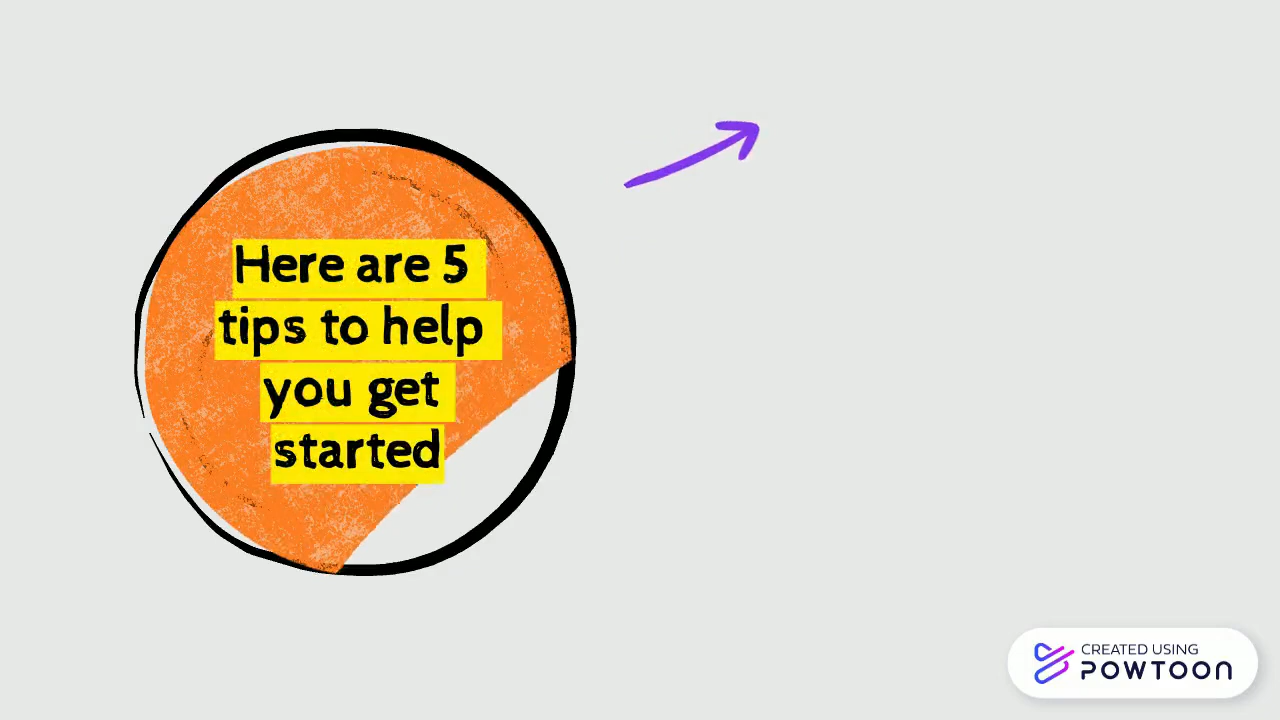 Here are 5
tips to help
you get
started
CREATED USING
POWTOON